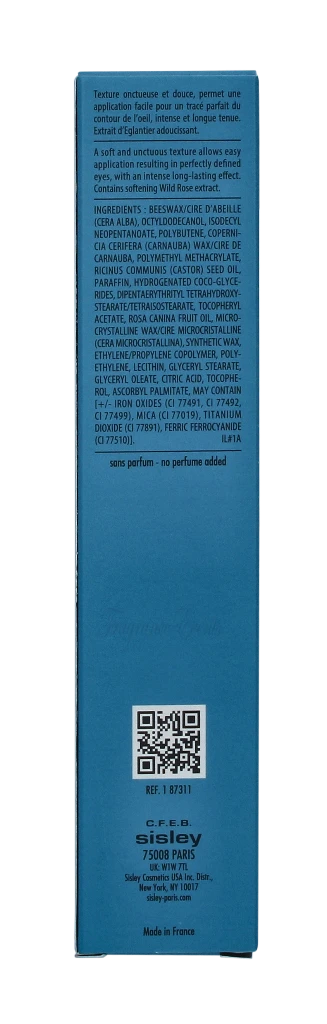 Texture onctueuse et douce, permet une
application facile pour un tracé parfait du
contour de l'oeil, intense et longue tenue.
Extrait d'Eglantier adoucissant.
A soft and unctuous texture allows easy
application resulting in perfectly defined
eyes, with an intense long-lasting effect.
Contains softening Wild Rose extract.
INGREDIENTS : BEESWAX/CIRE D'ABEILLE
(CERA ALBA), OCTYLDODECANOL, ISODECYL
NEOPENTANOATE, POLYBUTENE, COPERNI-
CIA CERIFERA (CARNAUBA) WAX/CIRE DE
CARNAUBA, POLYMETHYL METHACRYLATE,
RICINUS COMMUNIS (CASTOR) SEED OIL,
PARAFFIN, HYDROGENATED COCO-GLYCE-
RIDES, DIPENTAERYTHRITYL TETRAHYDROXY-
STEARATE/TETRAISOSTEARATE, TOCOPHERYL
ACETATE, ROSA CANINA FRUIT OIL, MICRO-
CRYSTALLINE WAX/CIRE MICROCRISTALLINE
(CERA MICROCRISTALLINA), SYNTHETIC WAX,
ETHYLENE/PROPYLENE COPOLYMER, POLY-
ETHYLENE, LECITHIN, GLYCERYL STEARATE,
GLYCERYL OLEATE, CITRIC ACID, TOCOPHE-
ROL, ASCORBYL PALMITATE, MAY CONTAIN
[+/- IRON OXIDES (CI 77491, CI 77492,
CI 77499), MICA (CI 77019), TITANIUM
DIOXIDE (CI 77891), FERRIC FERROCYANIDE
(CI 77510)]. IL#1A
sans parfum - no perfume added
REF. 1 87311
C.F.E.B.
sisley
75008 PARIS
UK: W1W 7TL
Sisley Cosmetics USA Inc. Distr.,
New York, NY 10017
sisley-paris.com
Made in France